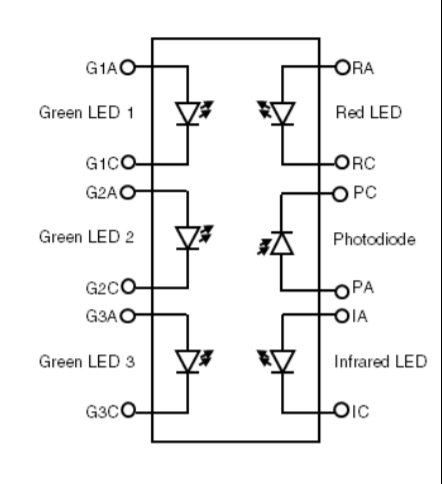 G1A
Green LED 1
G1C
G2A
Green LED 2
G2C
G3A
Green LED 3
G3C
RA
Red LED
RC
PC
Photodiode
PA
IA
Infrared LED
IC